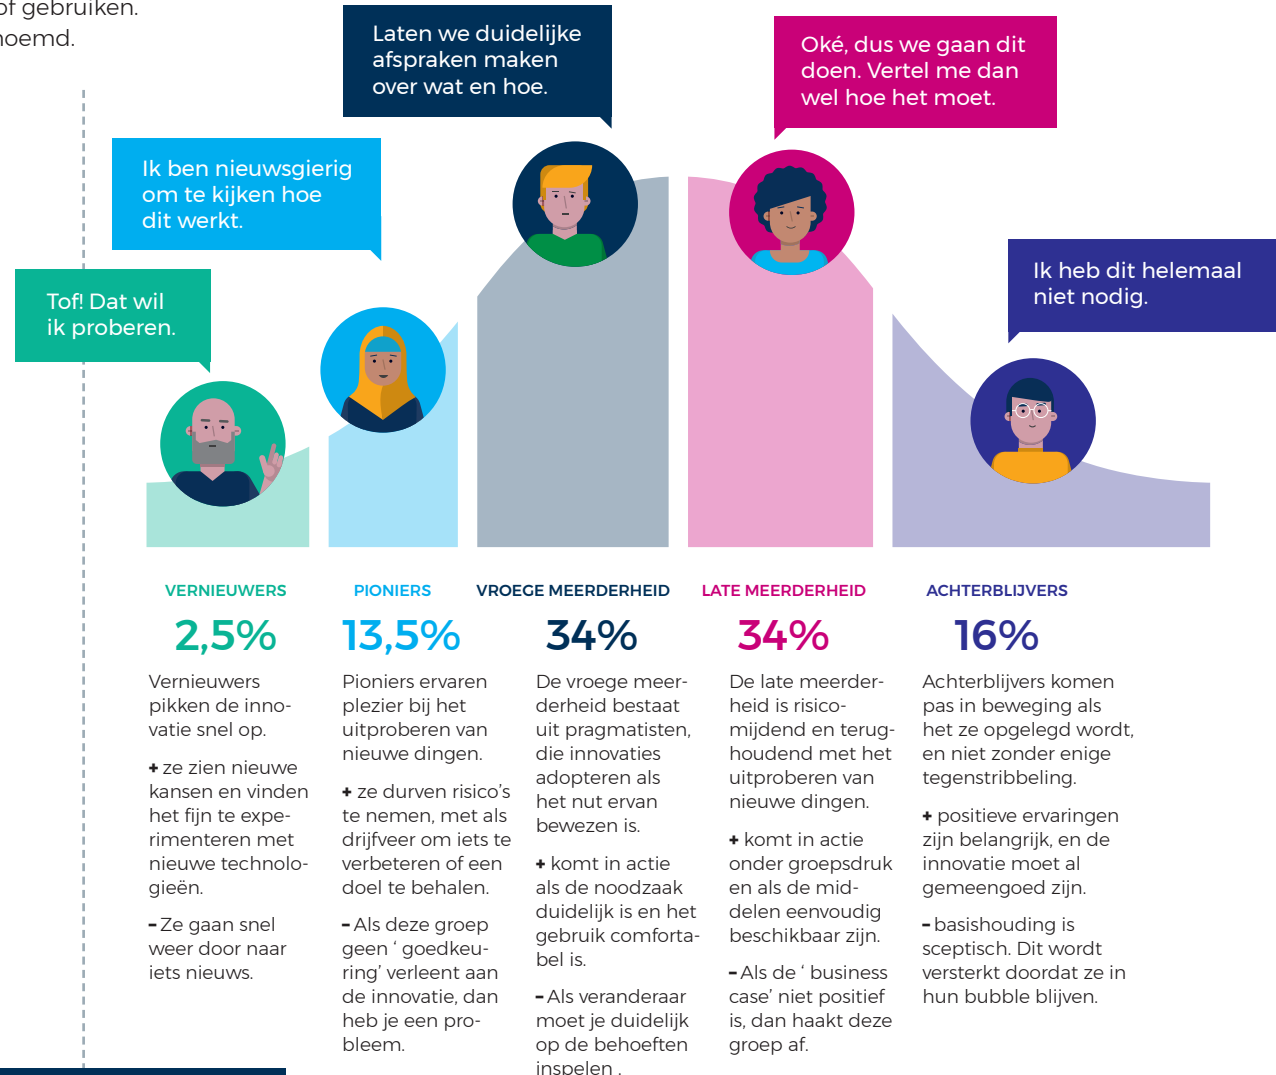 of gebruiken.
noemd.
Laten we duidelijke
afspraken maken
over wat en hoe.
Oké, dus we gaan dit
doen. Vertel me dan
wel hoe het moet.
Ik ben nieuwsgierig
om te kijken hoe
dit werkt.
Ik heb dit helemaal
niet nodig.
Tof! Dat wil
ik proberen.
VERNIEUWERS
2,5%
Vernieuwers
pikken de inno-
vatie snel op.
+ ze zien nieuwe
kansen en vinden
het fijn te expe-
rimenteren met
nieuwe technolo-
gieën.
- Ze gaan snel
weer door naar
iets nieuws.
PIONIERS
13,5%
Pioniers ervaren
plezier bij het
uitproberen van
nieuwe dingen.
+ ze durven risico's
te nemen, met als
drijfveer om iets te
verbeteren of een
doel te behalen.
- Als deze groep
geen ‘ goedkeu-
ring’ verleent aan
de innovatie, dan
heb je een pro-
bleem.
VROEGE MEERDERHEID
34%
De vroege meer-
derheid bestaat
uit pragmatisten,
die innovaties
adopteren als
het nut ervan
bewezen is.
+ komt in actie
als de noodzaak
duidelijk is en het
gebruik comforta-
bel is.
- Als veranderaar
moet je duidelijk
op de behoeften
inspelen .
LATE MEERDERHEID
34%
De late meerder-
heid is risico-
mijdend en terug-
houdend met het
uitproberen van
nieuwe dingen.
+ komt in actie
onder groepsdruk
en als de mid-
delen eenvoudig
beschikbaar zijn.
- Als de ‘ business
case’ niet positief
is, dan haakt deze
groep af.
ACHTERBLIJVERS
16%
Achterblijvers komen
pas in beweging als
het ze opgelegd wordt,
en niet zonder enige
tegenstribbeling.
+ positieve ervaringen
zijn belangrijk, en de
innovatie moet al
gemeengoed zijn.
- basishouding is
sceptisch. Dit wordt
versterkt doordat ze in
hun bubble blijven.